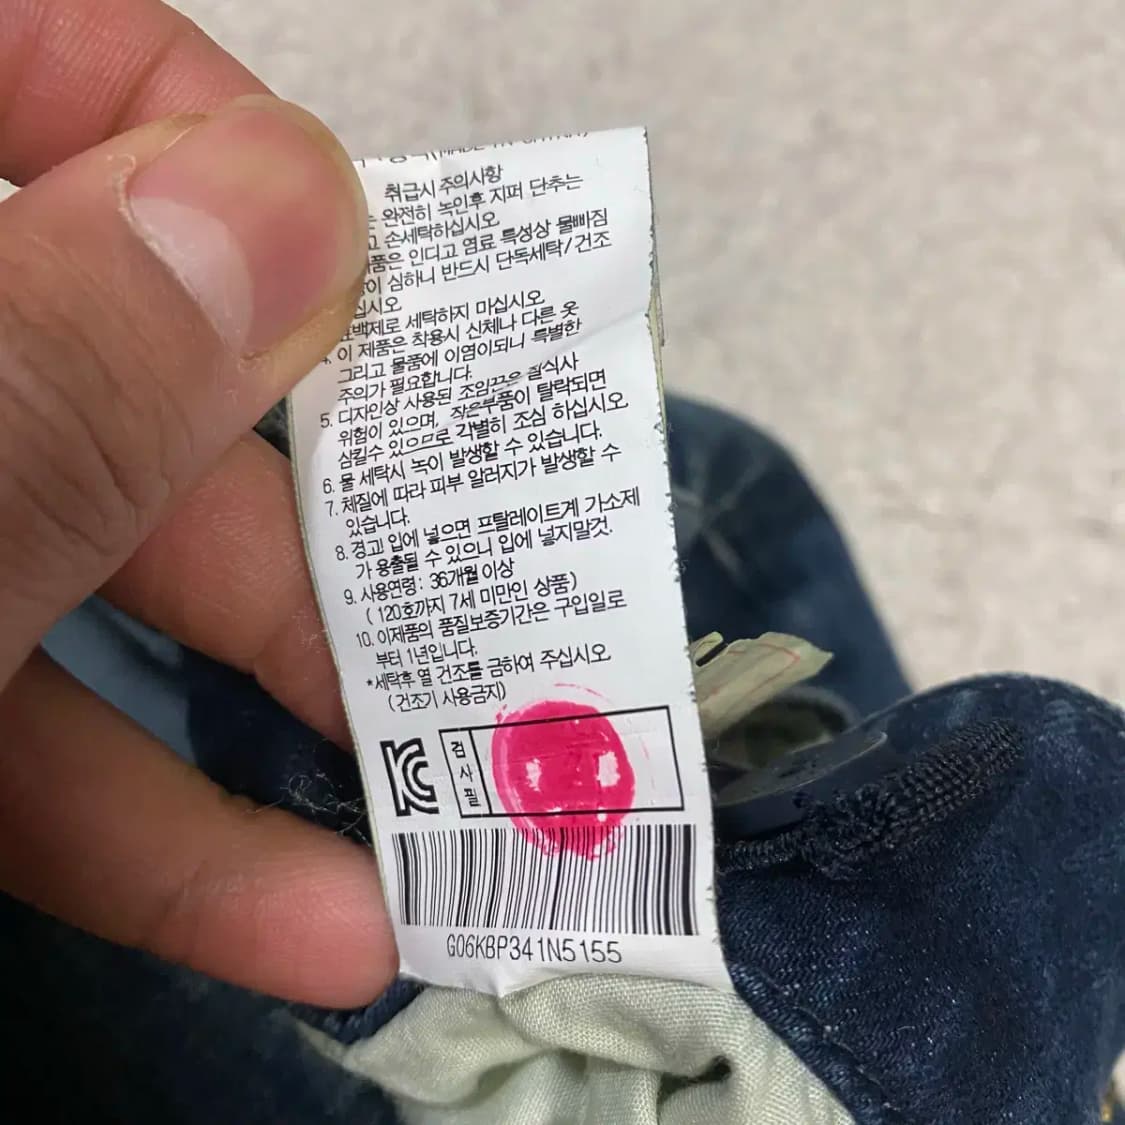 취급시 주의사항
완전히 녹인후 지퍼 단추는
고 손세탁하십시오
품은 인디고 염료 특성상 물빠짐
이 심하니 반드시 단독세탁/건조
십시오
표백제로 세탁하지 마십시오
4. 이 제품은 착용시 신체나 다른 옷
그리고 물품에 이염이되니 특별한
주의가 필요합니다.
5. 디자인상 사용된 조임끈은 질식사
위험이 있으며, 작은부품이 탈락되면
삼킬수 있으므로 각별히 조심 하십시오.
6. 물 세탁시 녹이 발생할 수 있습니다.
7. 체질에 따라 피부 알러지가 발생할 수
있습니다.
8. 경고! 입에 넣으면 프탈레이트계 가소제
가 용출될 수 있으니 입에 넣지말것.
9. 사용연령: 36개월 이상
( 120호까지 7세 미만인 상품)
10. 이제품의 품질보증기간은 구입일로
부터 1년입니다.
*세탁후 열 건조를 금하여 주십시오
(건조기 사용금지)
KC
검사필
G06KBP341N5155